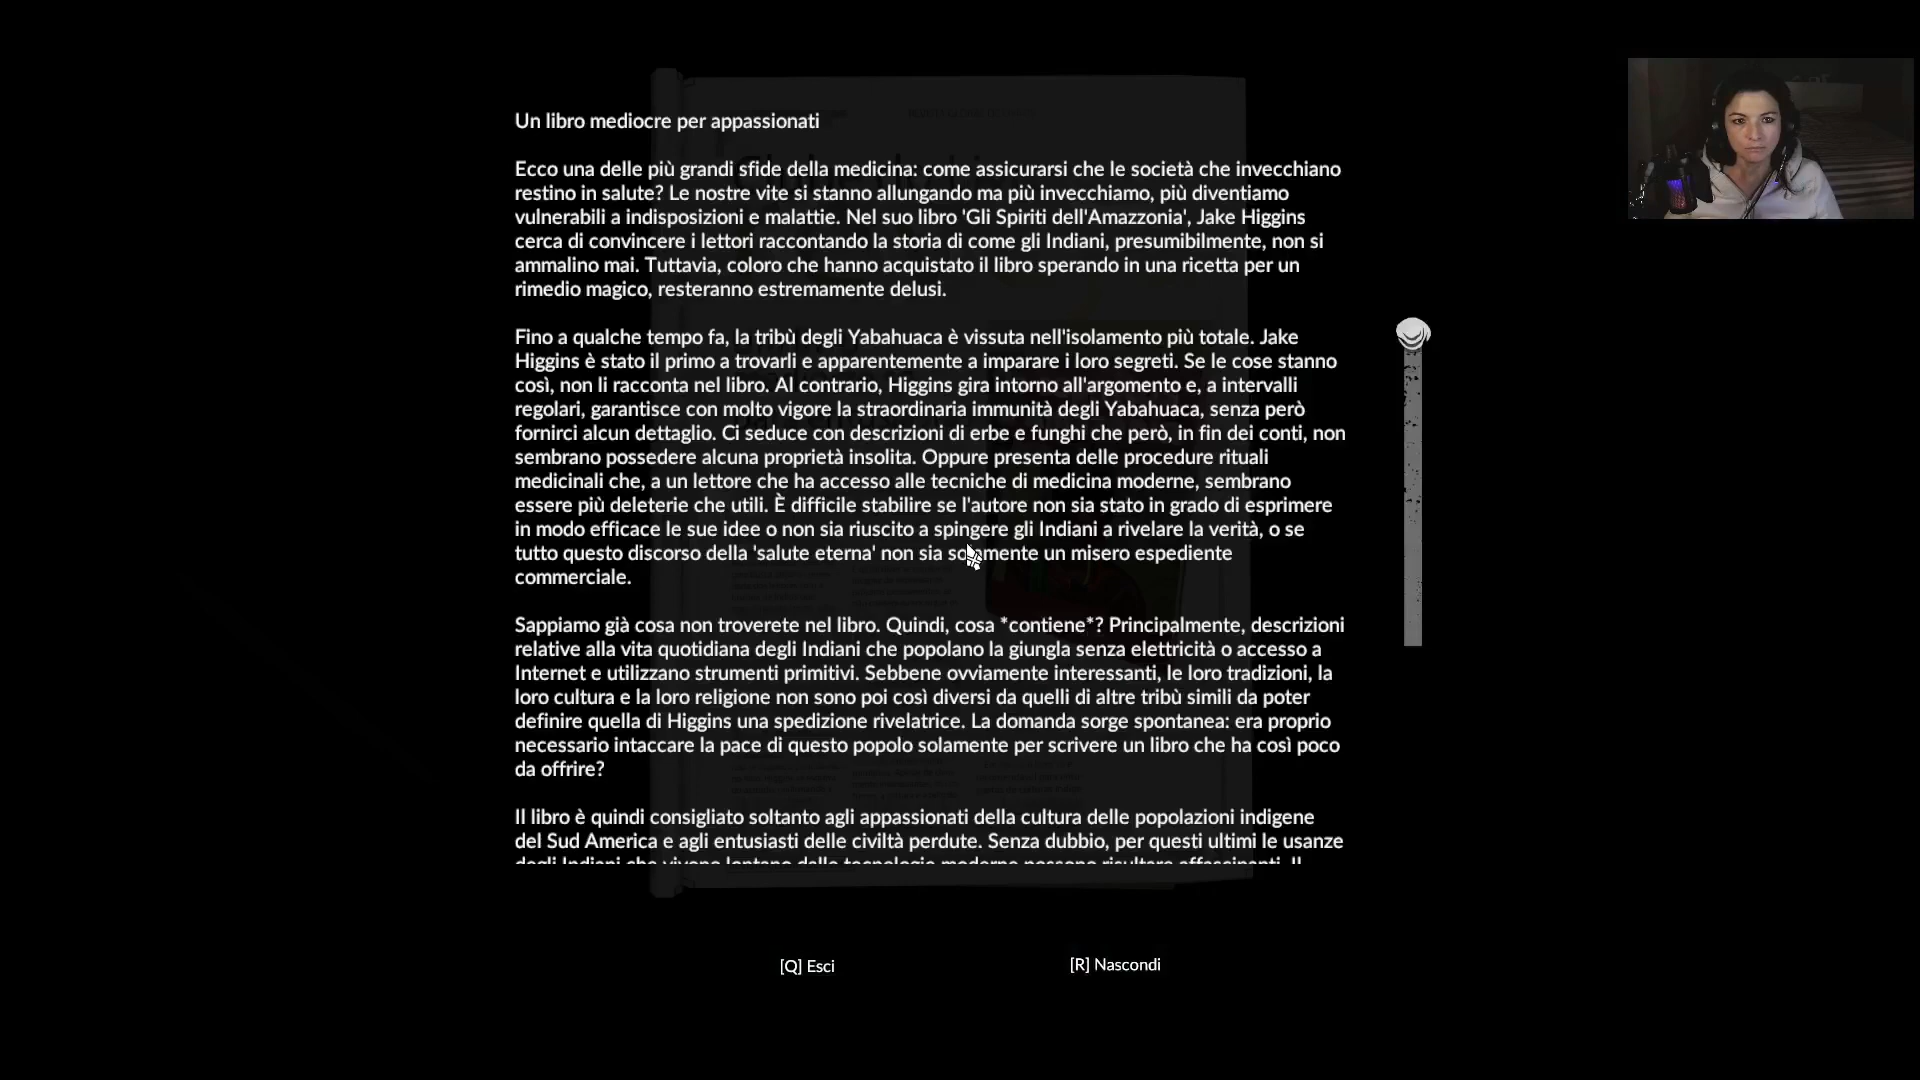 Un libro mediocre per appassionati
Ecco una delle più grandi sfide della medicina: come assicurarsi che le società che invecchiano
restino in salute? Le nostre vite si stanno allungando ma più invecchiamo, più diventiamo
vulnerabili a indisposizioni e malattie. Nel suo libro 'Gli Spiriti dell'Amazzonia', Jake Higgins
cerca di convincere i lettori raccontando la storia di come gli Indiani, presumibilmente, non si
ammalino mai. Tuttavia, coloro che hanno acquistato il libro sperando in una ricetta per un
rimedio magico, resteranno estremamente delusi.
Fino a qualche tempo fa, la tribù degli Yabahuaca è vissuta nell'isolamento più totale. Jake
Higgins è stato il primo a trovarli e apparentemente a imparare i loro segreti. Se le cose stanno
così, non li racconta nel libro. Al contrario, Higgins gira intorno all'argomento e, a intervalli
regolari, garantisce con molto vigore la straordinaria immunità degli Yabahuaca, senza però
fornirci alcun dettaglio. Ci seduce con descrizioni di erbe e funghi che però, in fin dei conti, non
sembrano possedere alcuna proprietà insolita. Oppure presenta delle procedure rituali
medicinali che, a un lettore che ha accesso alle tecniche di medicina moderne, sembrano
essere più deleterie che utili. È difficile stabilire se l'autore non sia stato in grado di esprimere
in modo efficace le sue idee o non sia riuscito a spingere gli Indiani a rivelare la verità, o se
tutto questo discorso della 'salute eterna' non sia solamente un misero espediente
commerciale.
Sappiamo già cosa non troverete nel libro. Quindi, cosa *contiene*? Principalmente, descrizioni
relative alla vita quotidiana degli Indiani che popolano la giungla senza elettricità o accesso a
Internet e utilizzano strumenti primitivi. Sebbene ovviamente interessanti, le loro tradizioni, la
loro cultura e la loro religione non sono poi così diversi da quelli di altre tribù simili da poter
definire quella di Higgins una spedizione rivelatrice. La domanda sorge spontanea: era proprio
necessario intaccare la pace di questo popolo solamente per scrivere un libro che ha così poco
da offrire?
Il libro è quindi consigliato soltanto agli appassionati della cultura delle popolazioni indigene
del Sud America e agli entusiasti delle civiltà perdute. Senza dubbio, per questi ultimi le usanze
degli Indiani che vivono lontano dalle tecnologie moderne possono risultare affascinanti. Il
[Q] Esci
[R] Nascondi